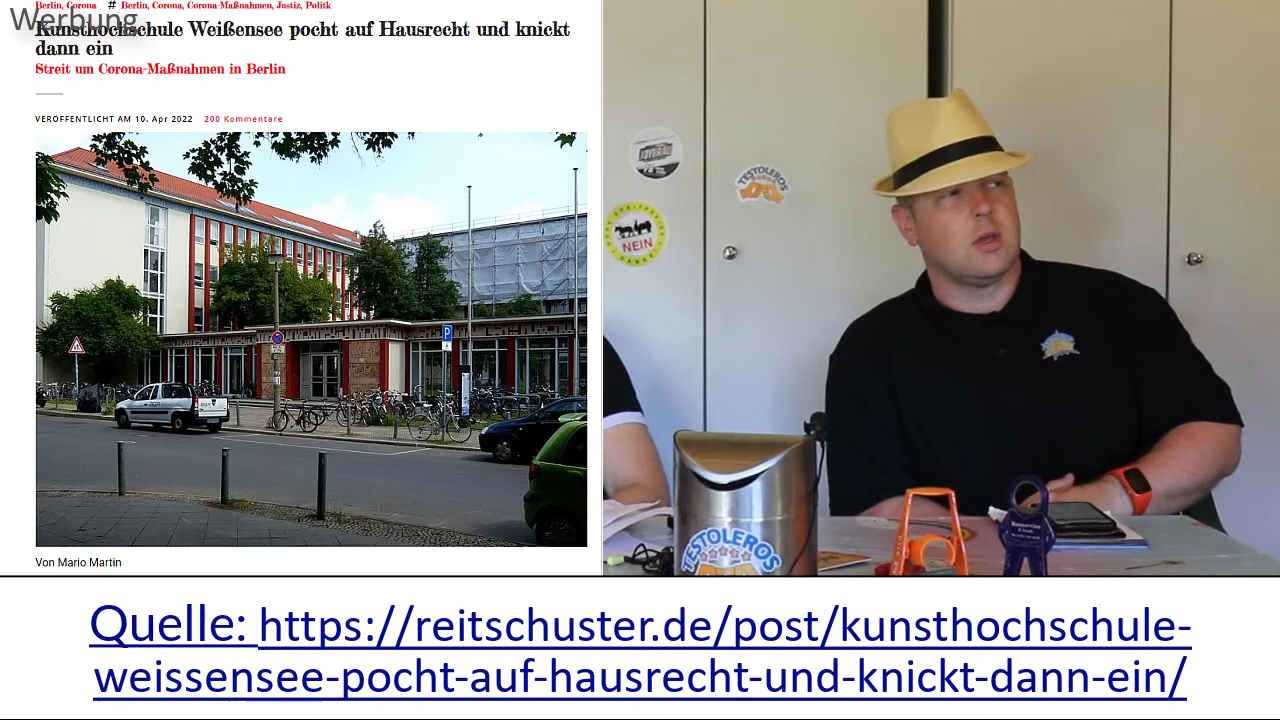 Werbung
Berlin, Corona # Berlin, Corona, Corona-Maßnahmen, Justiz, Politk
Kunsthochschule Weißensee pocht auf Hausrecht und knickt
dann ein
Streit um Corona-Maßnahmen in Berlin
VERÖFFENTLICHT AM 10. Apr 2022 200 Kommentare
P
Von Mario Martin
TESTOLEROS
NEIN
TESTOLEROS
Quelle: https://reitschuster.de/post/kunsthochschule-
weissensee-pocht-auf-hausrecht-und-knickt-dann-ein/